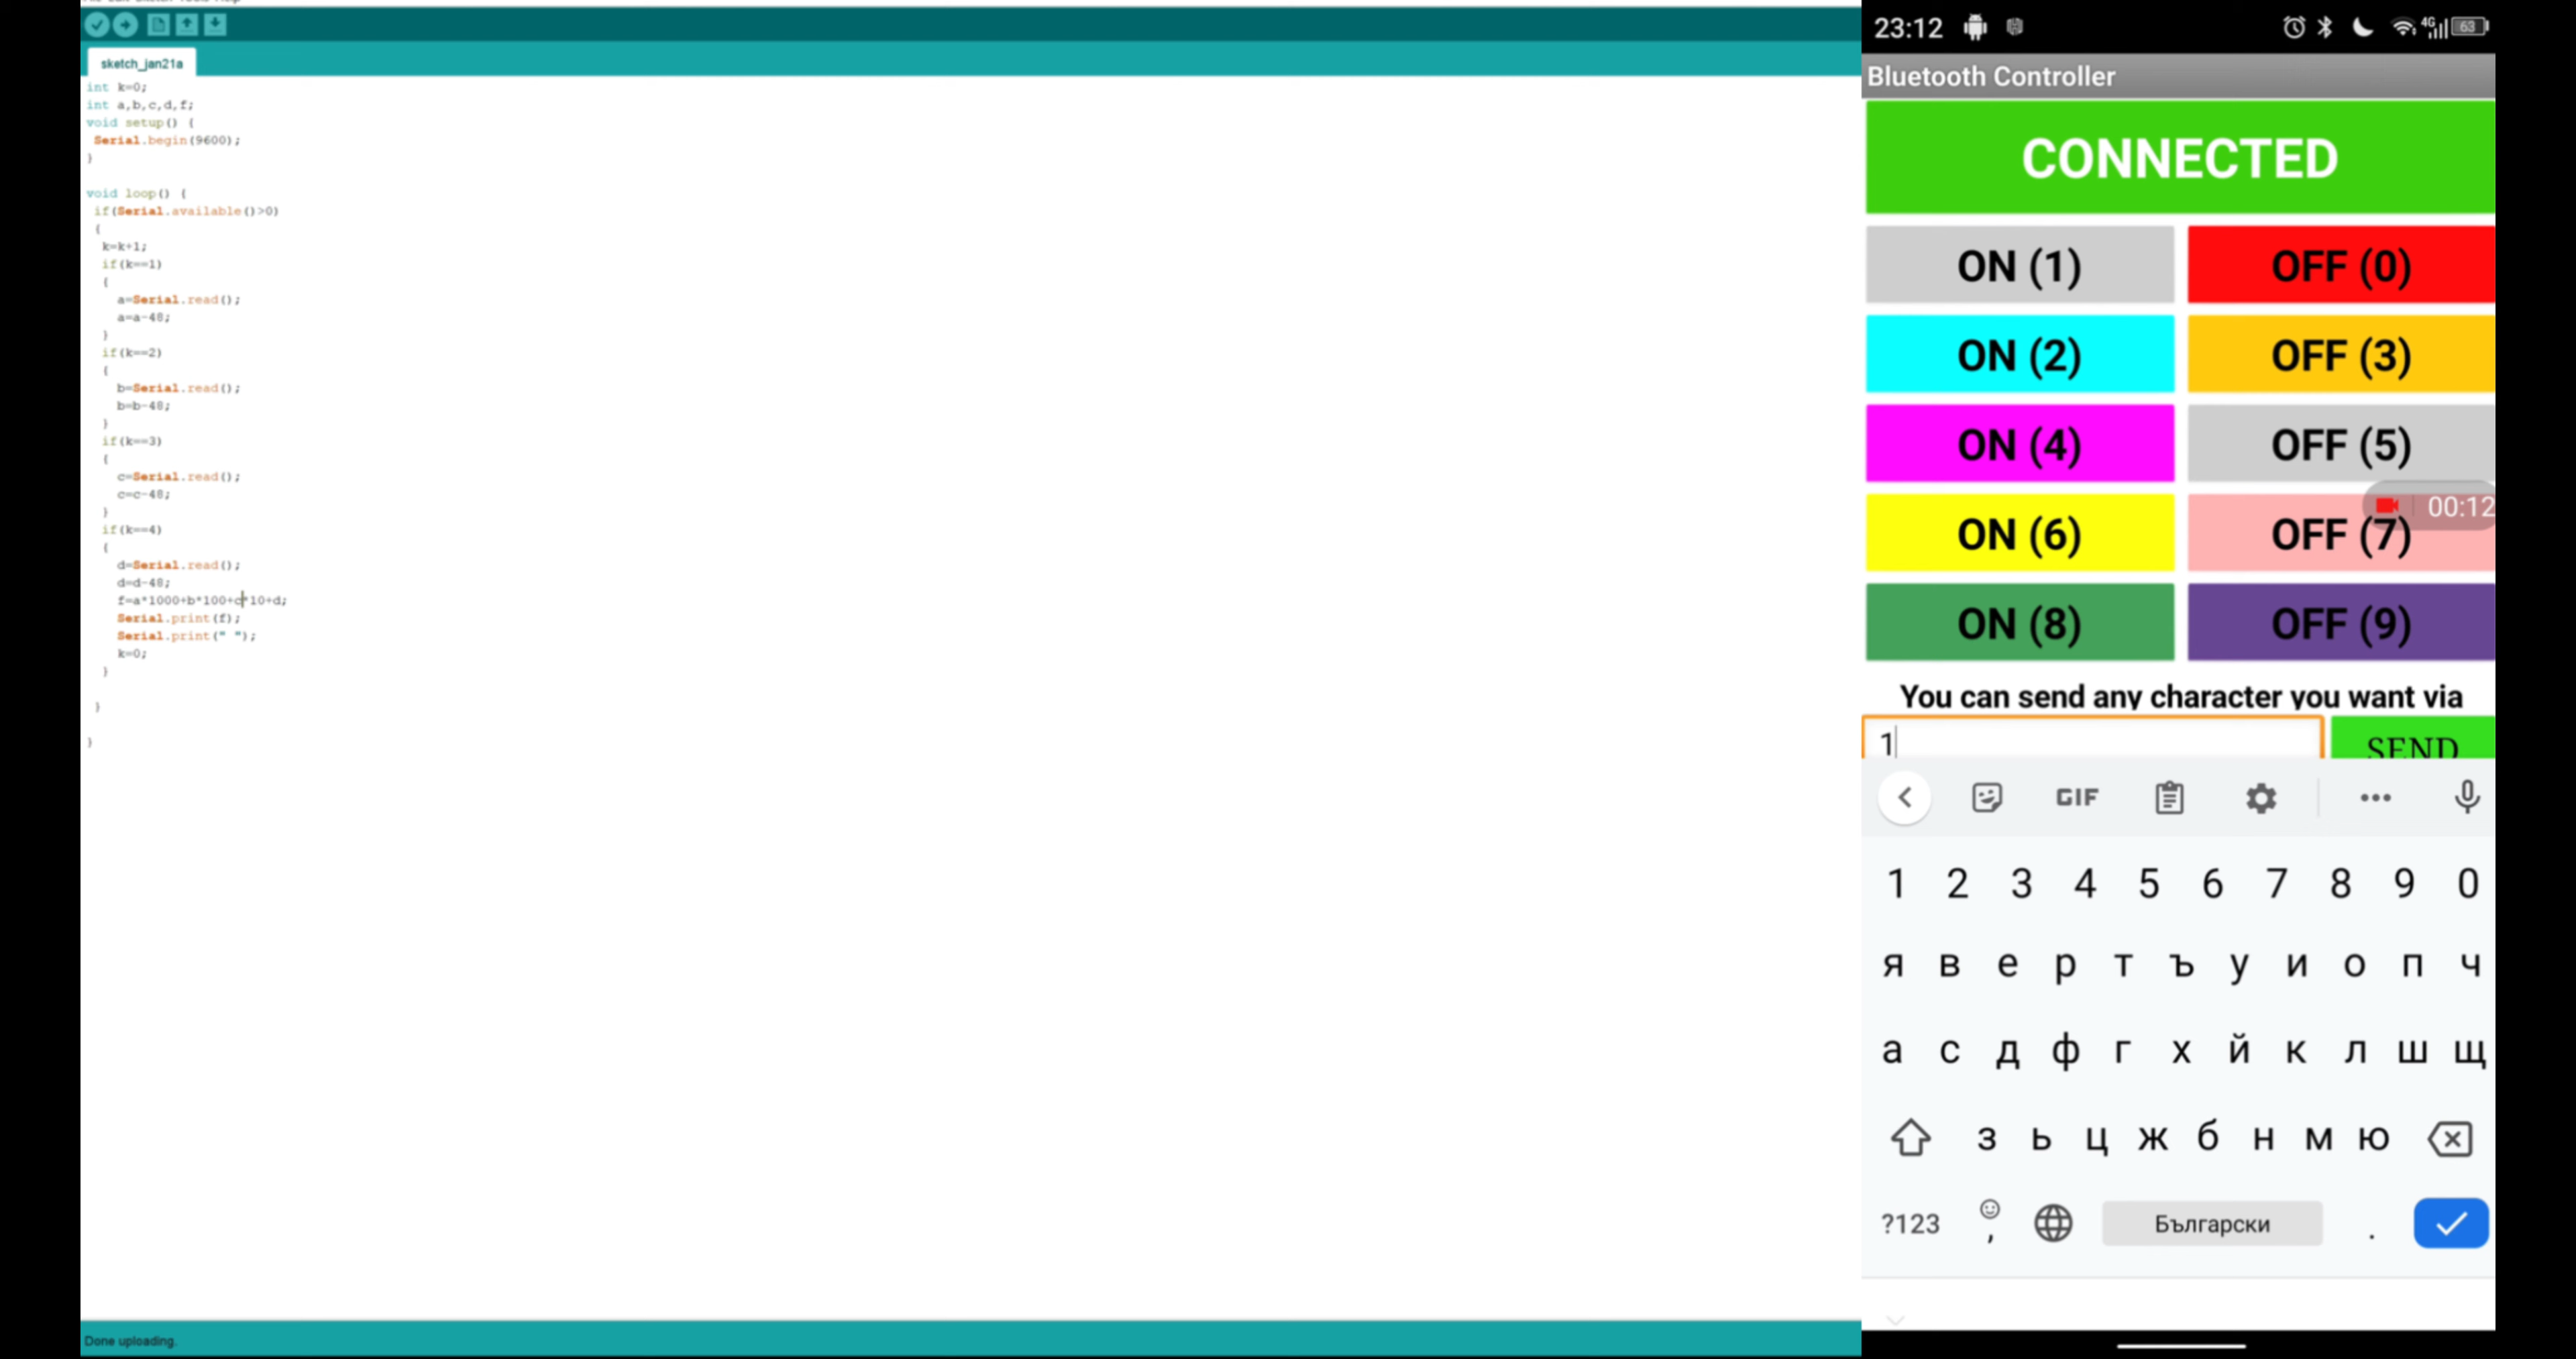 sketch_jan21a
int k=0;
int a,b,c,d,f;
void setup() {
Serial.begin(9600);
}
void loop() {
if(Serial.available()>0)
{
k=k+1;
if(k==1)
{
a=Serial.read();
a=a-48;
}
if(k==2)
{
b=Serial.read();
b=b-48;
}
if(k==3)
{
c=Serial.read();
c=c-48;
}
if(k==4)
{
d=Serial.read();
d=d-48;
f=a*1000+b*100+c*10+d;
Serial.print(f);
Serial.print(" ");
k=0;
}
}
}
Done uploading.
23:12 4G 63
Bluetooth Controller
CONNECTED
ON (1) OFF (0)
ON (2) OFF (3)
ON (4) OFF (5)
00:12
ON (6) OFF (7)
ON (8) OFF (9)
You can send any character you want via
1 SEND
GIF
1 2 3 4 5 6 7 8 9 0
я в е р т ъ у и о п ч
а с д ф г х й к л ш щ
з ь ц ж б н м ю
?123 , Български .